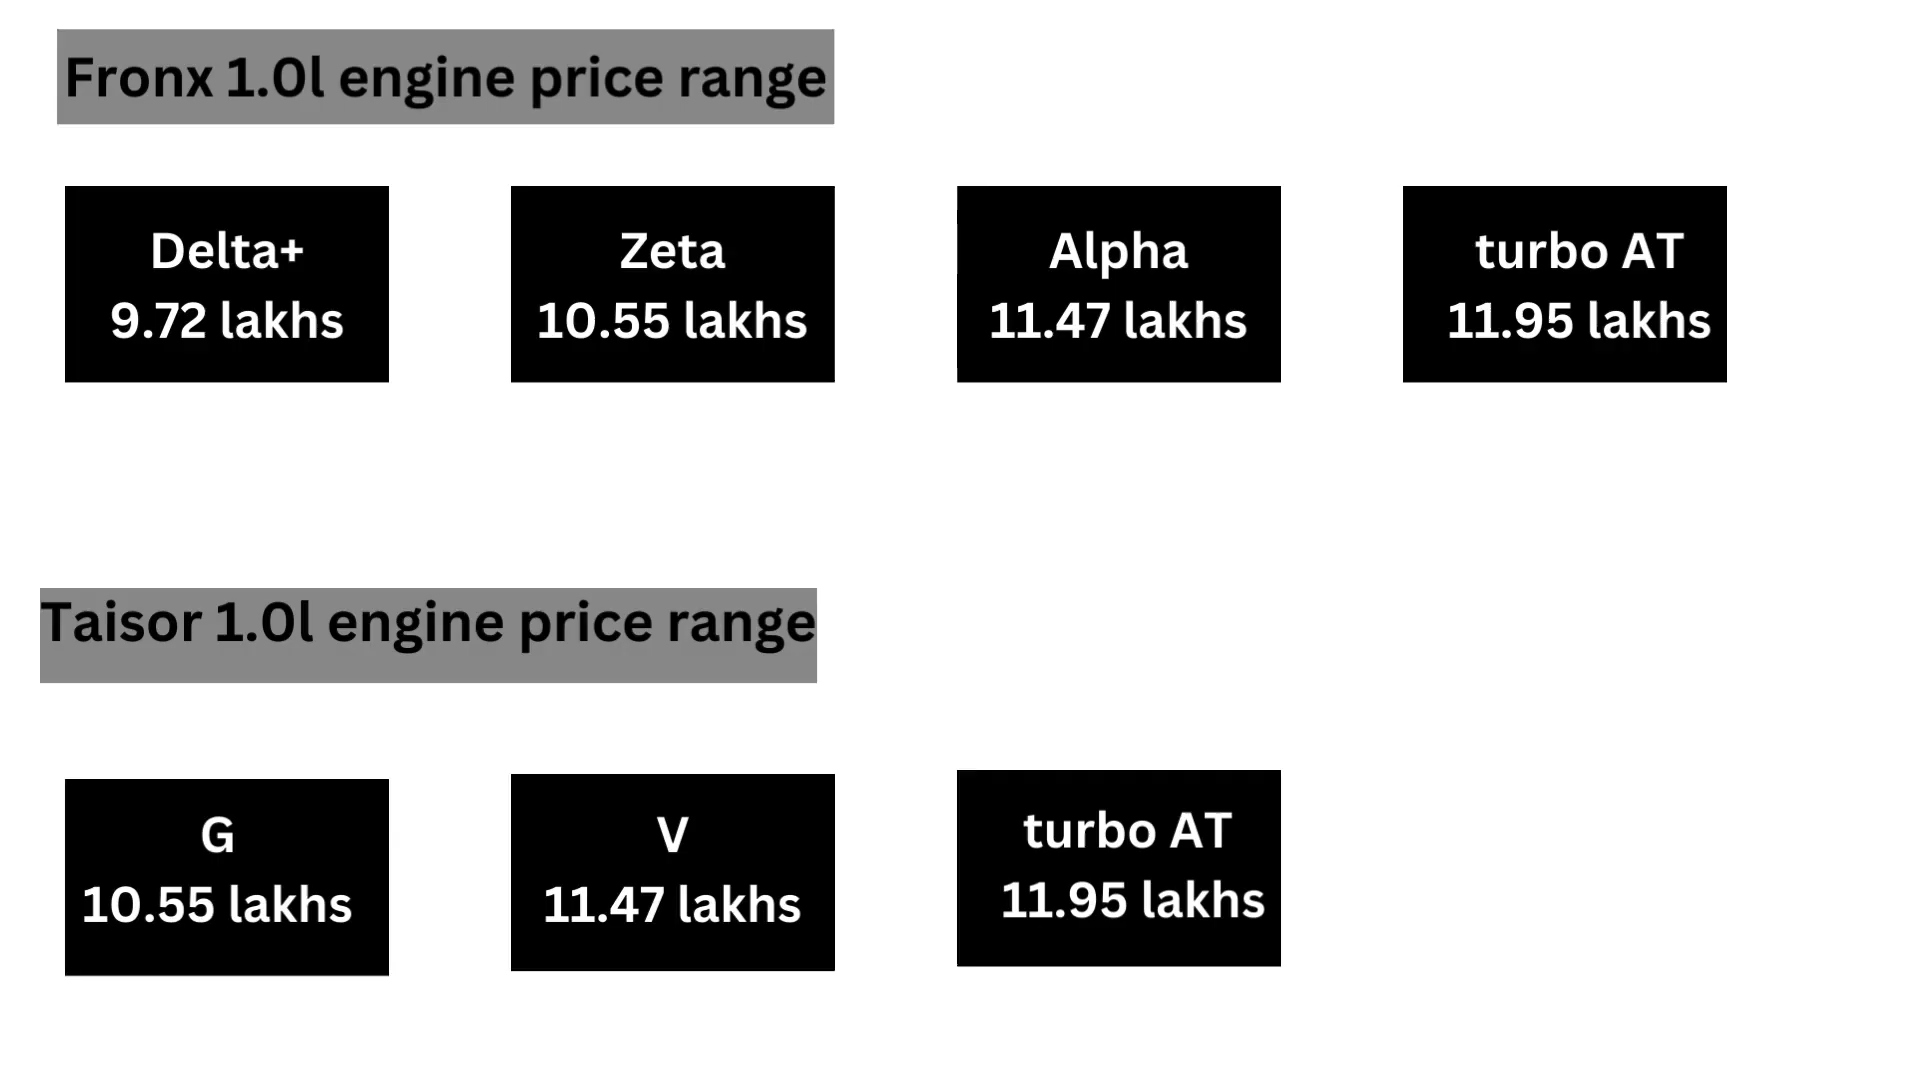 Fronx 1.0l engine price range
Delta+
9.72 lakhs
Zeta
10.55 lakhs
Alpha
11.47 lakhs
turbo AT
11.95 lakhs
Taisor 1.0l engine price range
G
10.55 lakhs
V
11.47 lakhs
turbo AT
11.95 lakhs